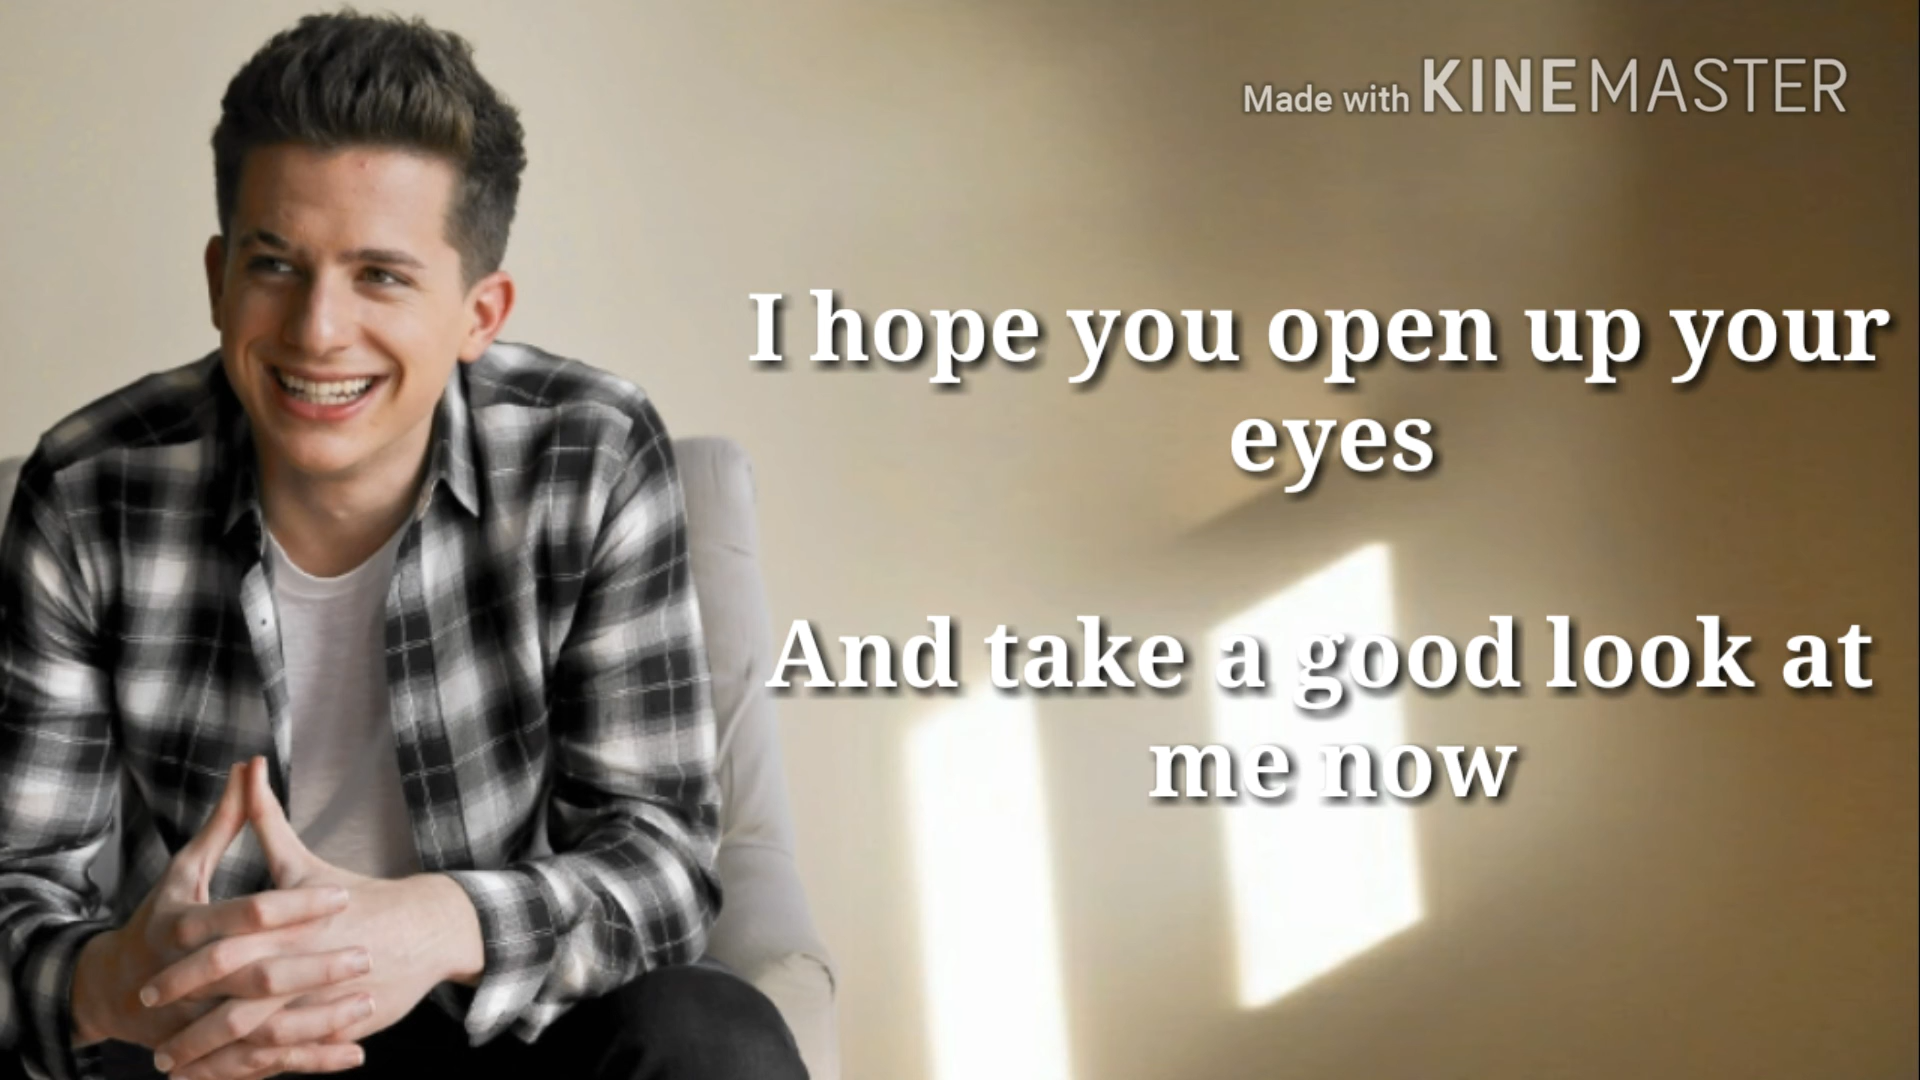 Made with KINEMASTER
I hope you open up your
eyes
And take a good look at
me now